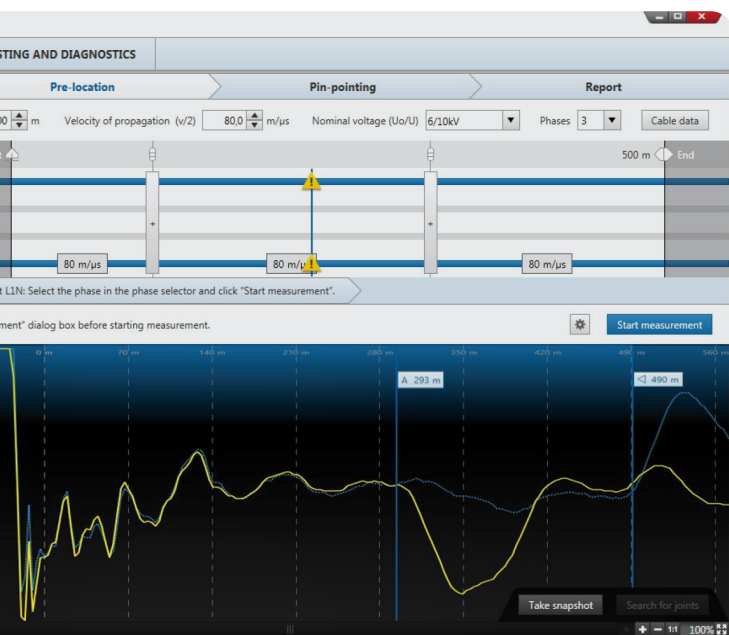 STING AND DIAGNOSTICS
Pre-location
Pin-pointing
Report
00 m Velocity of propagation (v/2) 80,0 m/µs Nominal voltage (Uo/U) 6/10kV Phases 3 Cable data
500 m End
80 m/µs 80 m/µ 80 m/µs
t L1N: Select the phase in the phase selector and click "Start measurement".
ment" dialog box before starting measurement.
Start measurement
0 m 70 m 140 m 210 m 280 m 350 m 420 m 490 m 560 m
A 293 m
490 m
Take snapshot Search for joints
1:1 100%